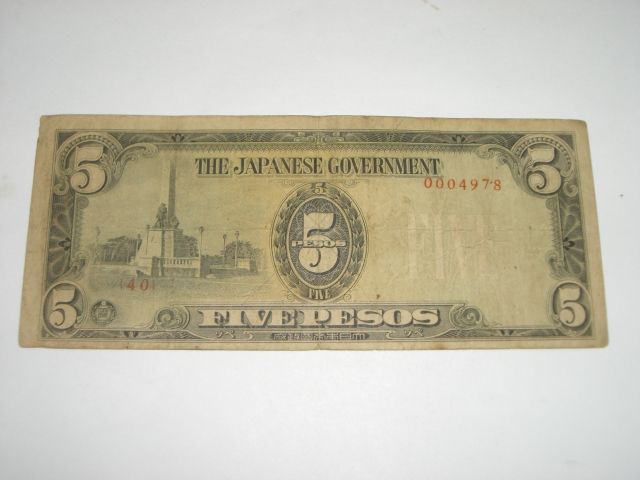 5 THE JAPANESE GOVERNMENT 5
0004978
5
5
PESOS
FIVE
{40}
5 FIVE PESOS 5